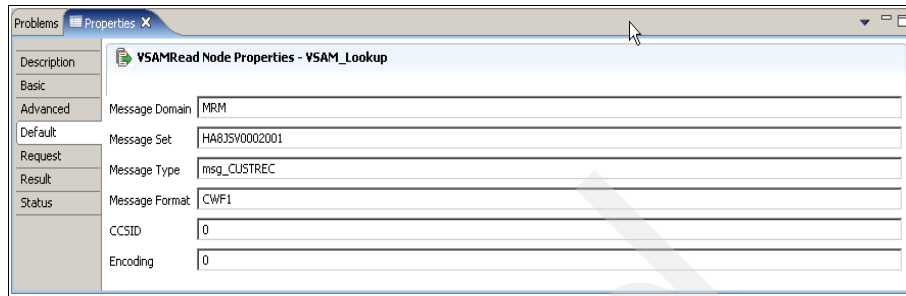 Problems Properties
VSAMRead Node Properties - VSAM_Lookup
Description
Basic
Advanced
Default
Request
Result
Status
Message Domain MRM
Message Set HA8JSV0002001
Message Type msg_CUSTREC
Message Format CWF1
CCSID 0
Encoding 0